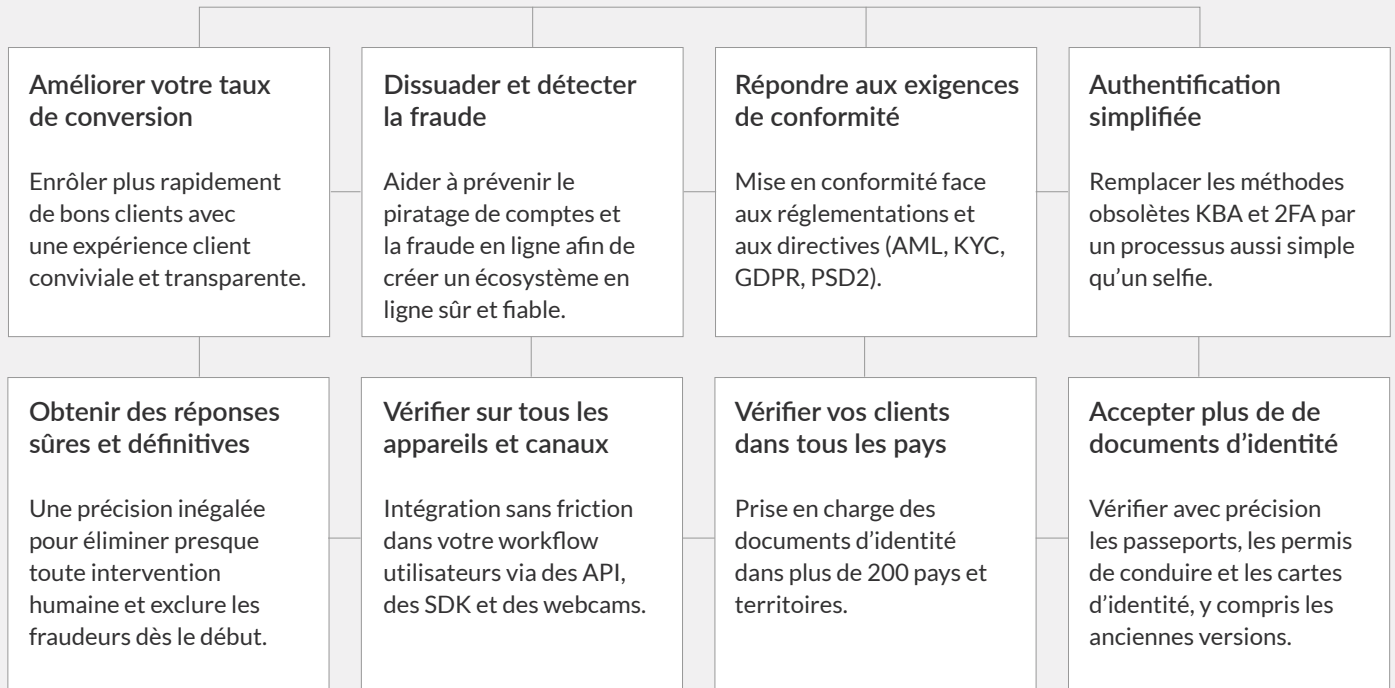 Améliorer votre taux
de conversion
Enrôler plus rapidement
de bons clients avec
une expérience client
conviviale et transparente.
Dissuader et détecter
la fraude
Aider à prévenir le
piratage de comptes et
la fraude en ligne afin de
créer un écosystème en
ligne sûr et fiable.
Répondre aux exigences
de conformité
Mise en conformité face
aux réglementations et
aux directives (AML, KYC,
GDPR, PSD2).
Authentification
simplifiée
Remplacer les méthodes
obsolètes KBA et 2FA par
un processus aussi simple
qu’un selfie.
Obtenir des réponses
sûres et définitives
Une précision inégalée
pour éliminer presque
toute intervention
humaine et exclure les
fraudeurs dès le début.
Vérifier sur tous les
appareils et canaux
Intégration sans friction
dans votre workflow
utilisateurs via des API,
des SDK et des webcams.
Vérifier vos clients
dans tous les pays
Prise en charge des
documents d’identité
dans plus de 200 pays et
territoires.
Accepter plus de de
documents d’identité
Vérifier avec précision
les passeports, les permis
de conduire et les cartes
d’identité, y compris les
anciennes versions.